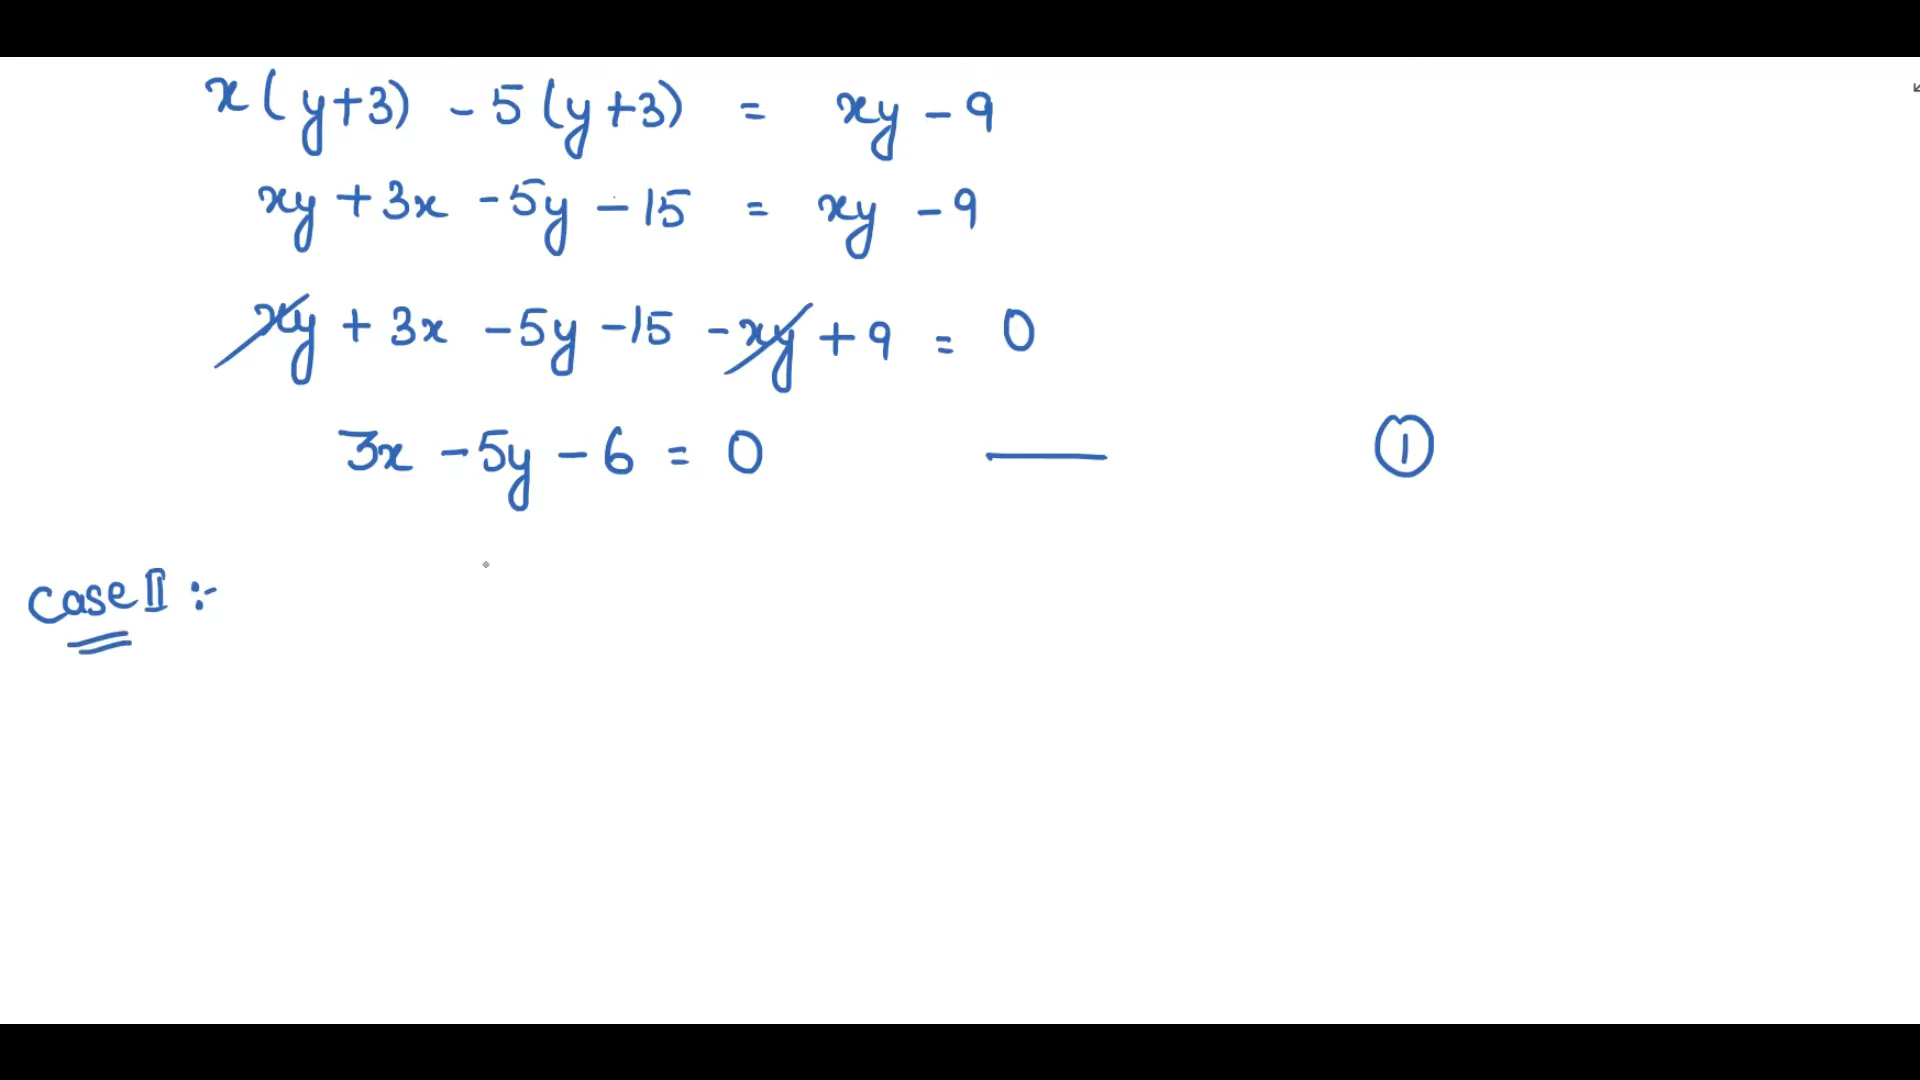 x(y+3) - 5(y+3) = xy - 9
xy + 3x - 5y - 15 = xy - 9
xy + 3x - 5y - 15 - xy + 9 = 0
3x - 5y - 6 = 0 —— ①
Case II :-